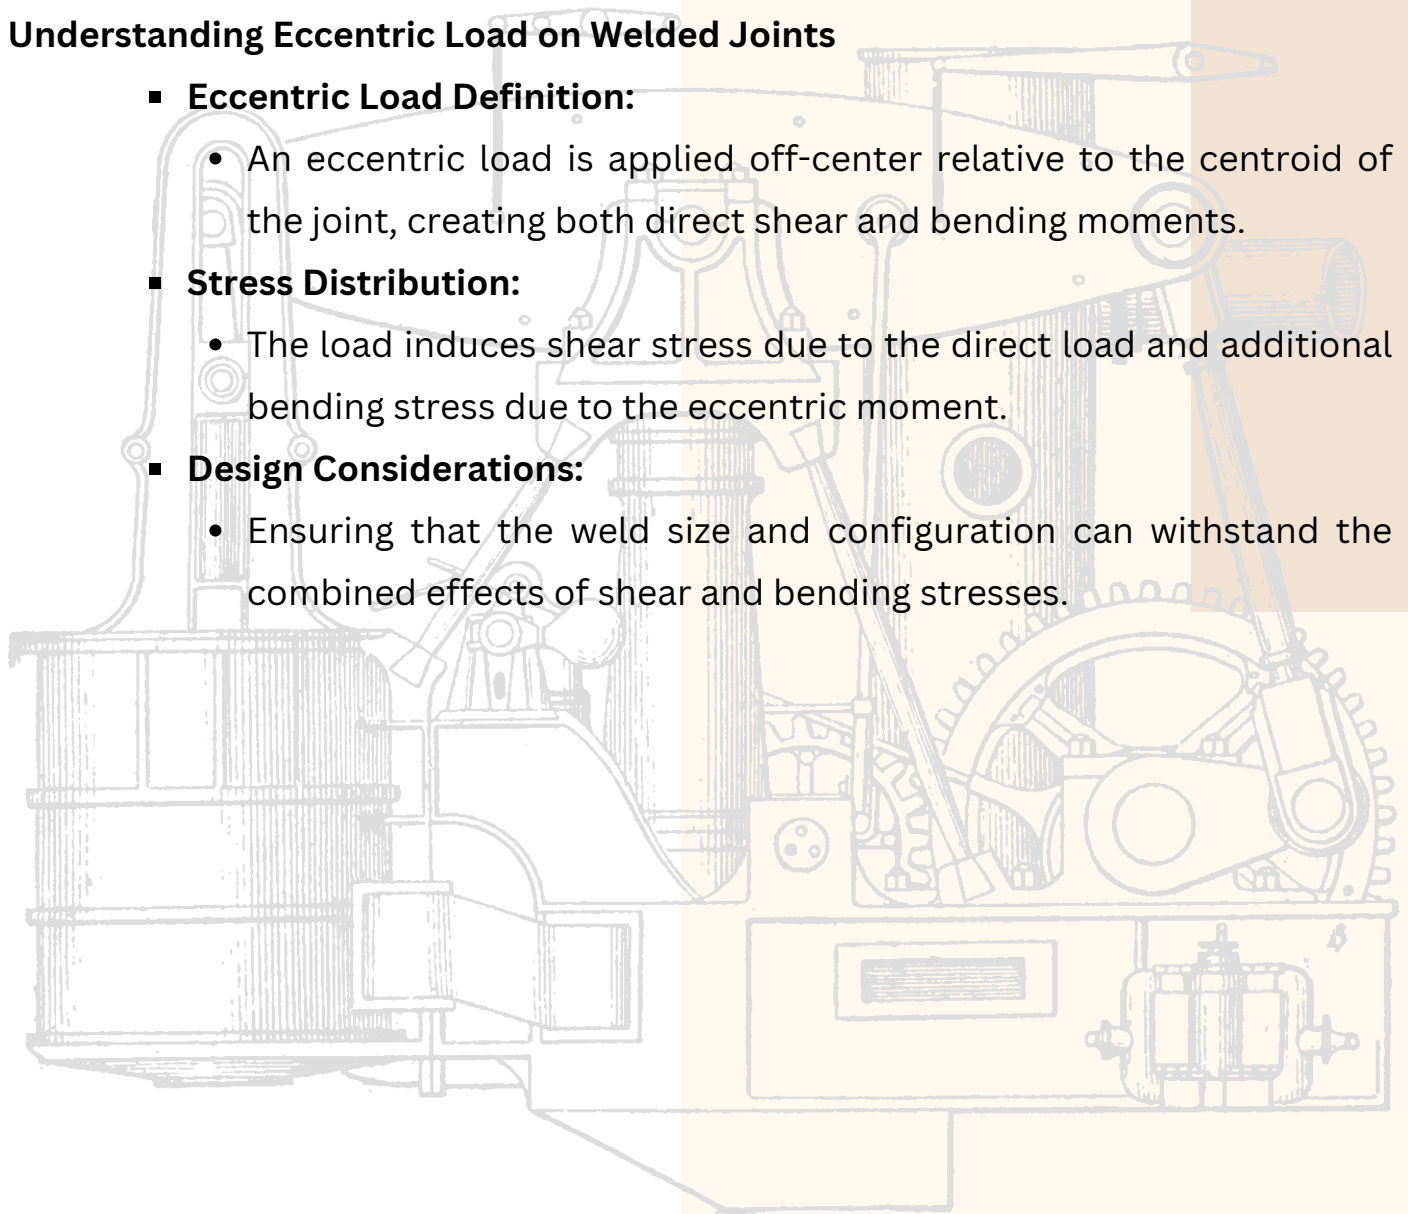 Understanding Eccentric Load on Welded Joints
▪ Eccentric Load Definition:
• An eccentric load is applied off-center relative to the centroid of
the joint, creating both direct shear and bending moments.
▪ Stress Distribution:
• The load induces shear stress due to the direct load and additional
bending stress due to the eccentric moment.
▪ Design Considerations:
• Ensuring that the weld size and configuration can withstand the
combined effects of shear and bending stresses.